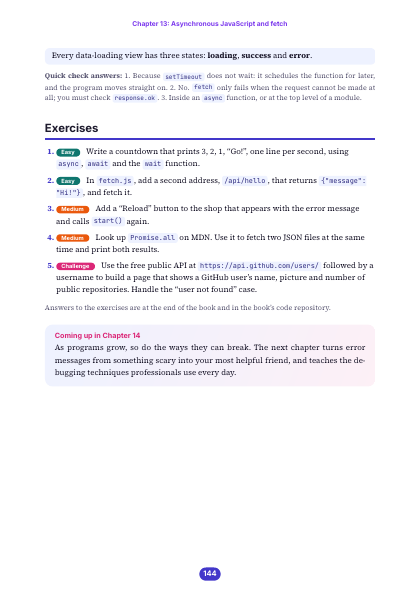 Chapter 13: Asynchronous JavaScript and fetch
Every data-loading view has three states: loading, success and error.
Quick check answers: 1. Because setTimeout does not wait: it schedules the function for later,
and the program moves straight on. 2. No. fetch only fails when the request cannot be made at
all; you must check response.ok. 3. Inside an async function, or at the top level of a module.
Exercises
1. Easy Write a countdown that prints 3, 2, 1, “Go!”, one line per second, using
async, await and the wait function.
2. Easy In fetch.js, add a second address, /api/hello, that returns {"message":
"Hi!"}, and fetch it.
3. Medium Add a “Reload” button to the shop that appears with the error message
and calls start() again.
4. Medium Look up Promise.all on MDN. Use it to fetch two JSON files at the same
time and print both results.
5. Challenge Use the free public API at https://api.github.com/users/ followed by a
username to build a page that shows a GitHub user’s name, picture and number of
public repositories. Handle the “user not found” case.
Answers to the exercises are at the end of the book and in the book’s code repository.
Coming up in Chapter 14
As programs grow, so do the ways they can break. The next chapter turns error
messages from something scary into your most helpful friend, and teaches the de-
bugging techniques professionals use every day.
144